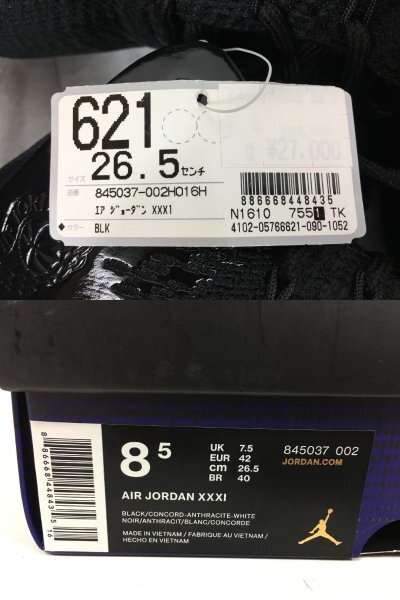 621
サイズ 26.5センチ
品番 845037-002H016H
エア ジョーダン XXX1
◆カラー BLK
¥27,000
886668448435
N1610 7551 TK
4102-05766621-090-1052
8 5
UK 7.5
EUR 42
cm 26.5
BR 40
845037 002
JORDAN.COM
AIR JORDAN XXXI
BLACK/CONCORD-ANTHRACITE-WHITE
NOIR/ANTHRACIT/BLANC/CONCORDE
MADE IN VIETNAM / FABRIQUE AU VIETNAM /
HECHO EN VIETNAM